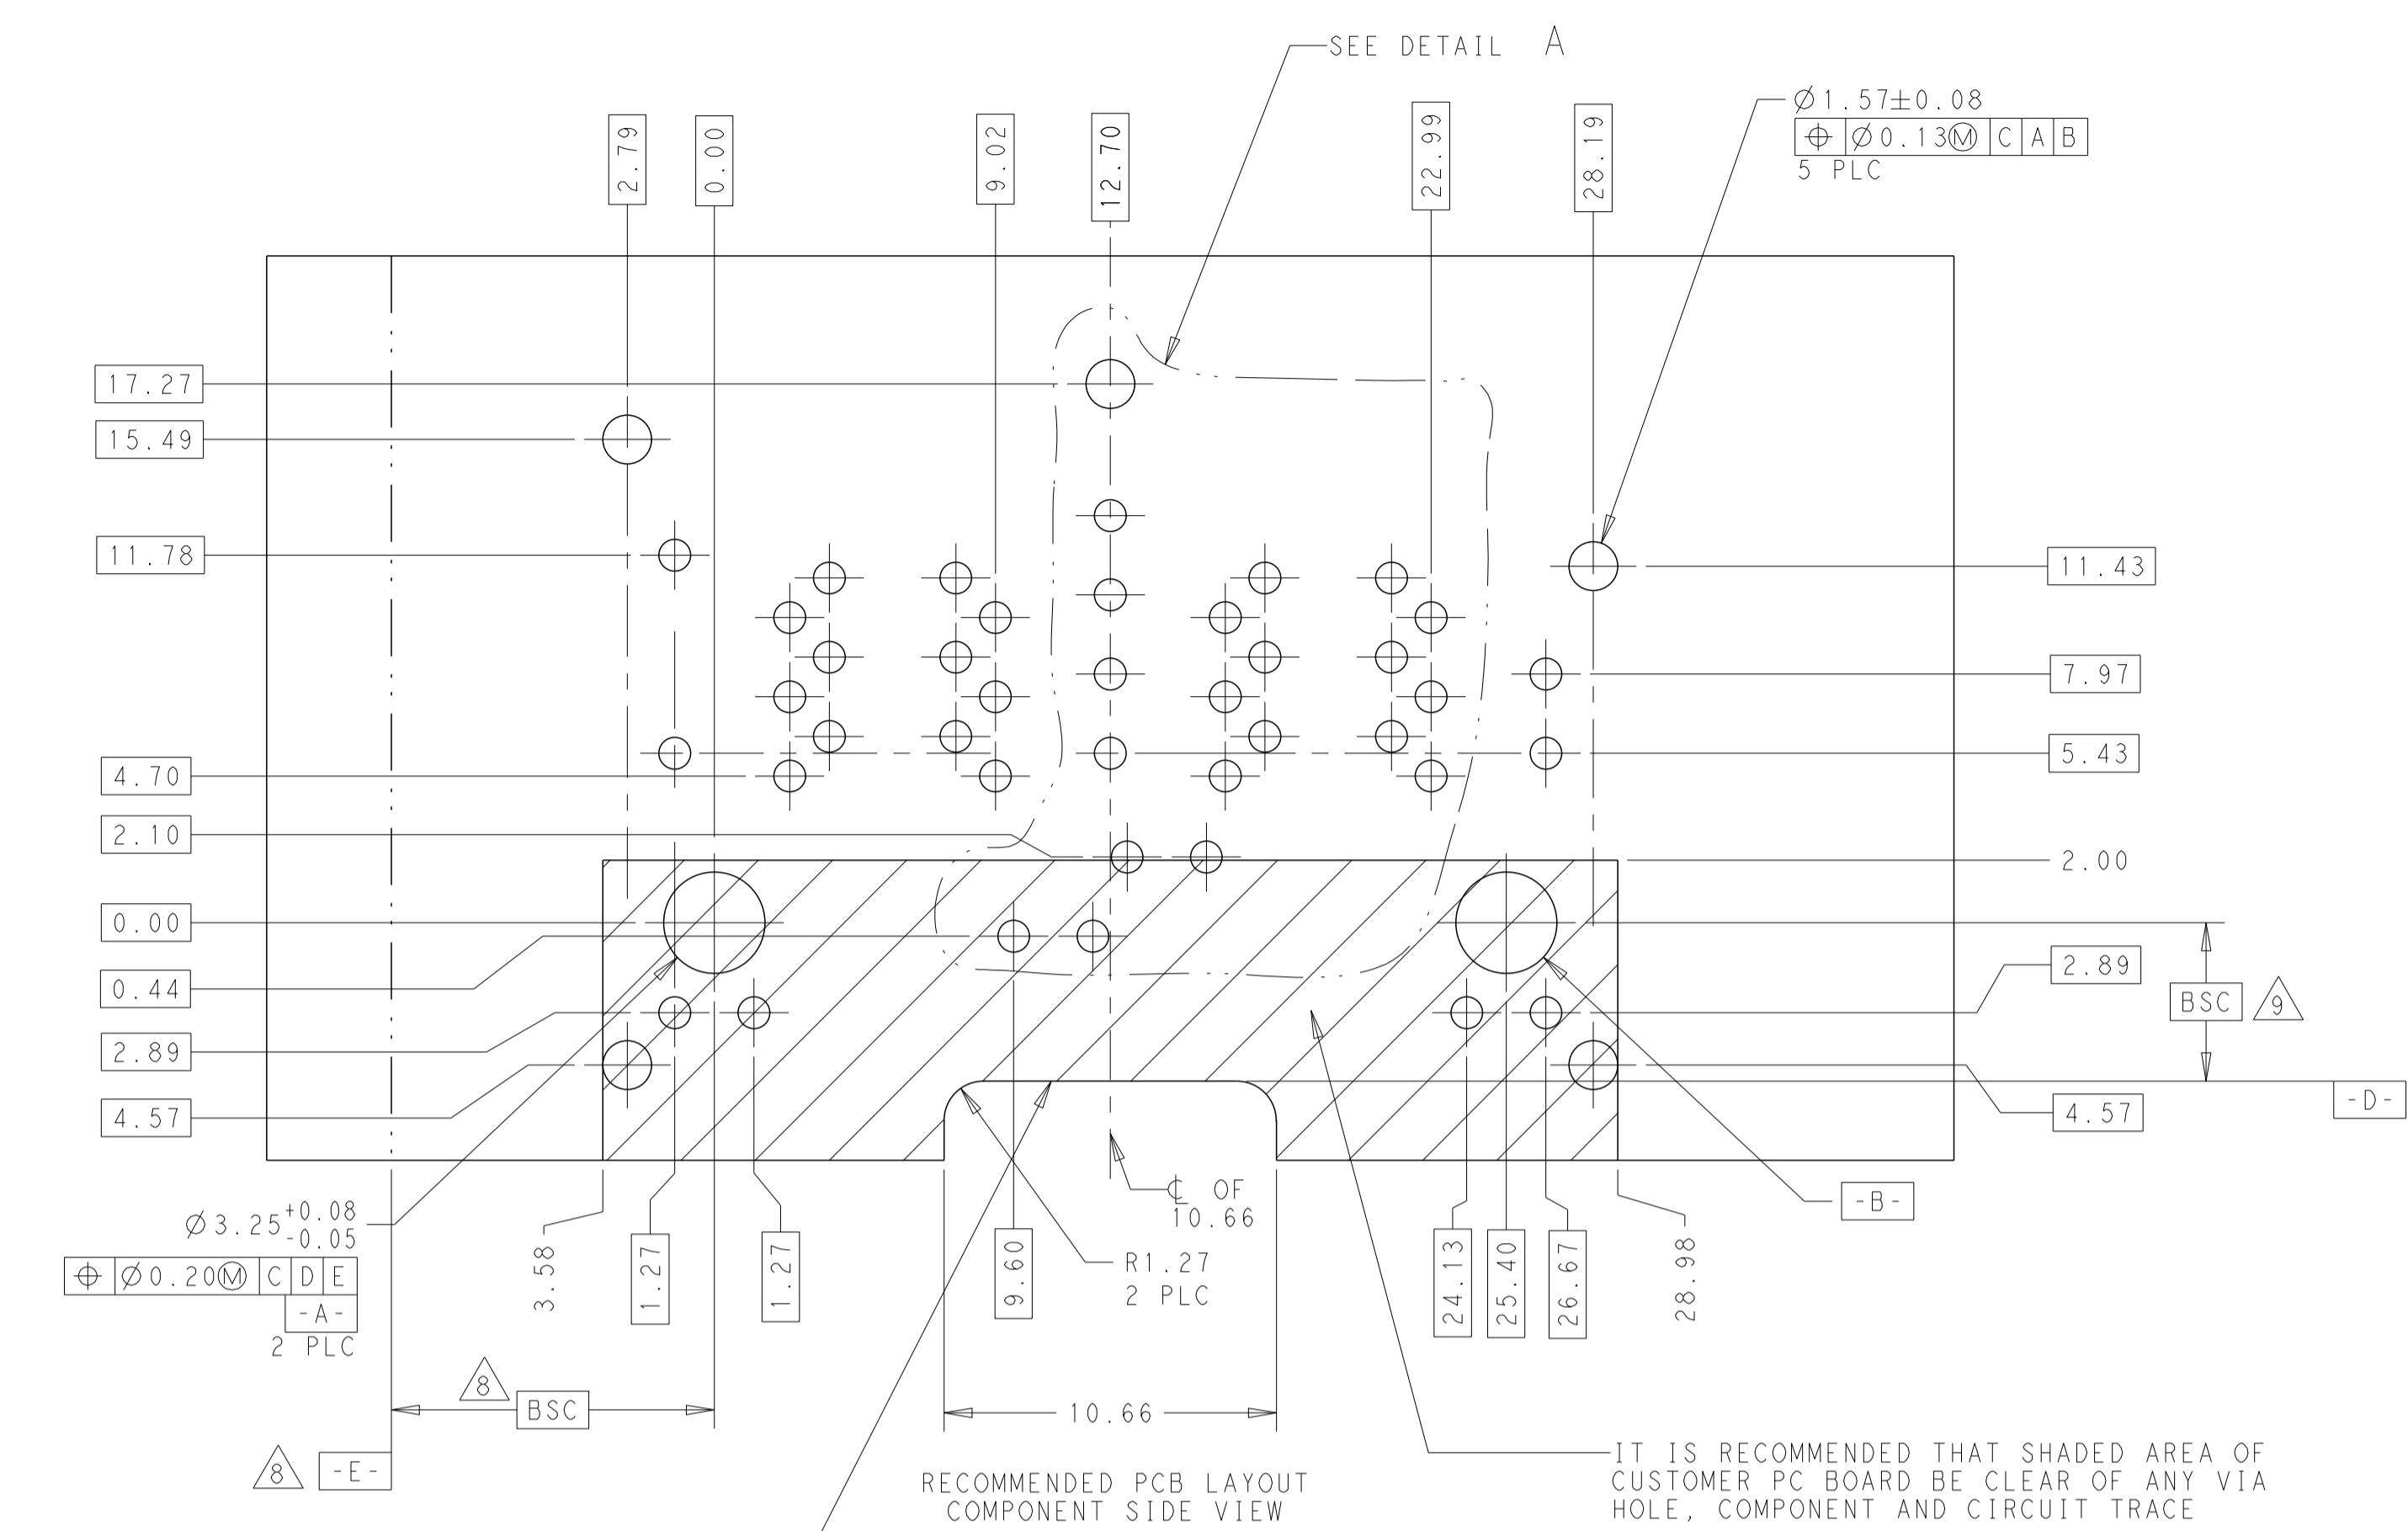 SEE DETAIL A
2.79
0.00
9.02
12.70
22.99
28.19
Ø1.57±0.08
⌖ Ø0.13Ⓜ C A B
5 PLC
17.27
15.49
11.78
11.43
7.97
5.43
4.70
2.10
2.00
0.00
0.44
2.89
2.89
BSC 9
4.57
4.57
-D-
-B-
℄ OF
10.66
Ø3.25 +0.08
-0.05
⌖ Ø0.20Ⓜ C D E
-A-
2 PLC
3.58
1.27
1.27
9.60
R1.27
2 PLC
24.13
25.40
26.67
28.98
8
BSC
10.66
8 -E-
RECOMMENDED PCB LAYOUT
COMPONENT SIDE VIEW
IT IS RECOMMENDED THAT SHADED AREA OF
CUSTOMER PC BOARD BE CLEAR OF ANY VIA
HOLE, COMPONENT AND CIRCUIT TRACE